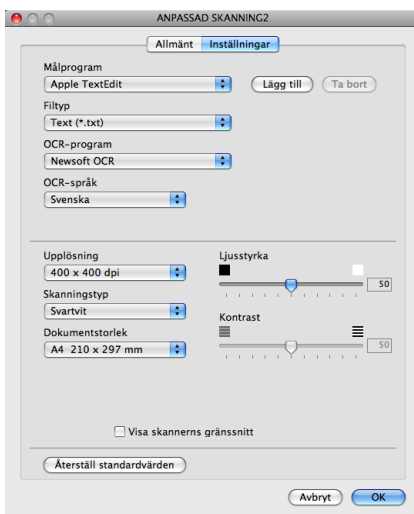 ANPASSAD SKANNING2
Allmänt Inställningar
Målprogram
Apple TextEdit Lägg till Ta bort
Filtyp
Text (*.txt)
OCR-program
Newsoft OCR
OCR-språk
Svenska
Upplösning Ljusstyrka
400 x 400 dpi 50
Skanningstyp
Svartvit Kontrast
Dokumentstorlek 50
A4 210 x 297 mm
Visa skannerns gränssnitt
Återställ standardvärden
Avbryt OK